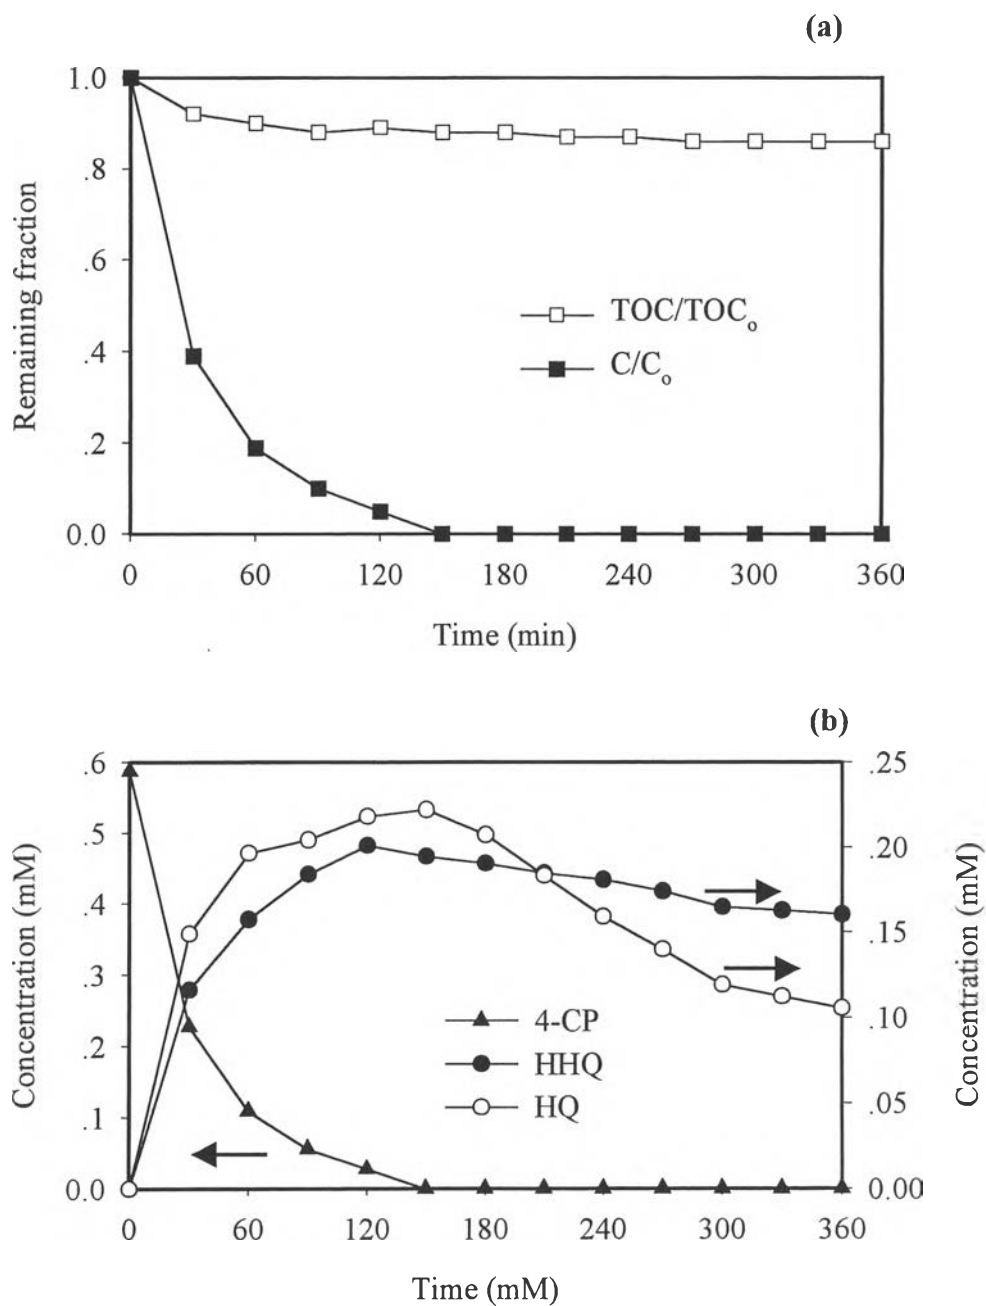 (a)
1.0
.8
.6
.4
.2
0.0
Remaining fraction
TOC/TOCo
C/Co
0 60 120 180 240 300 360
Time (min)
(b)
.6
.5
.4
.3
.2
.1
0.0
Concentration (mM)
.25
.20
.15
.10
.05
0.00
Concentration (mM)
4-CP
HHQ
HQ
0 60 120 180 240 300 360
Time (mM)